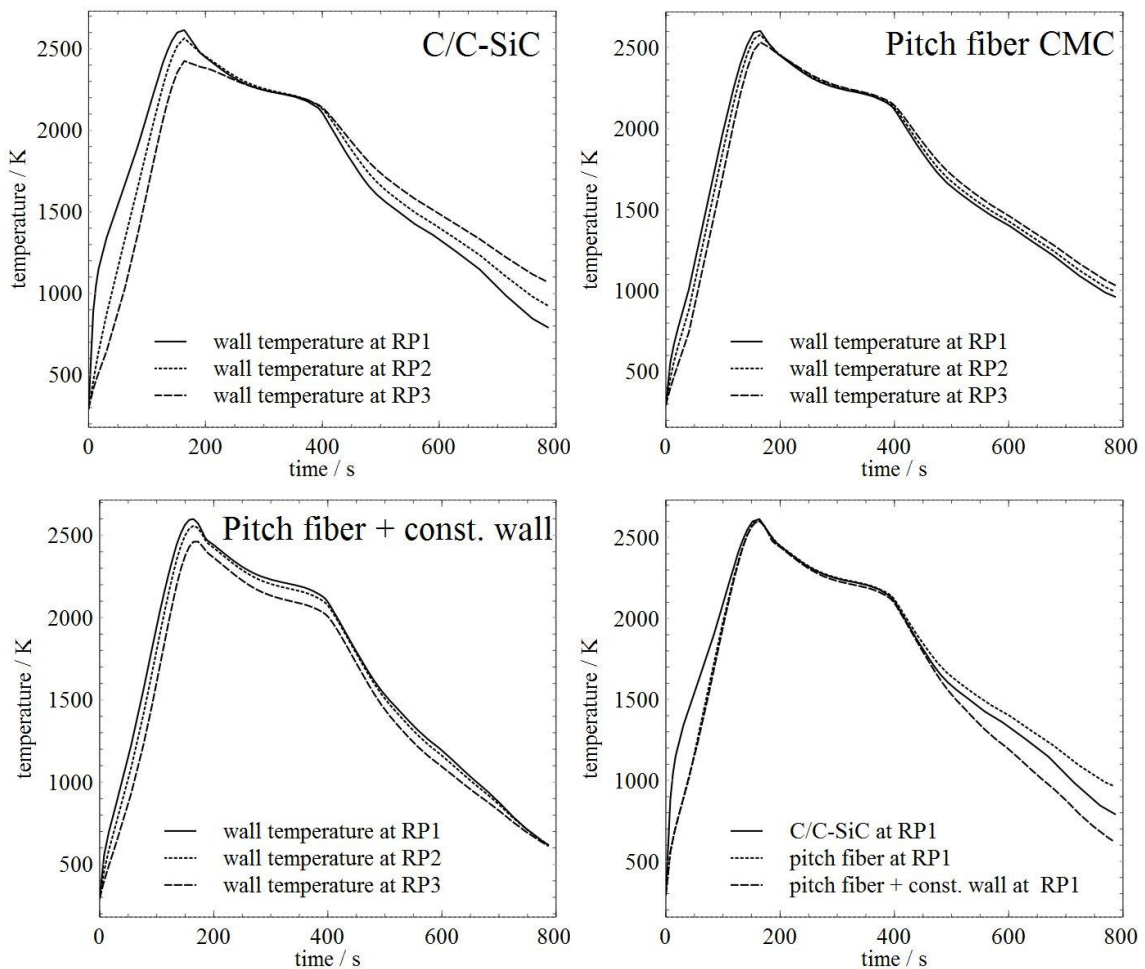 C/C-SiC
temperature / K
2500
2000
1500
1000
500
wall temperature at RP1
wall temperature at RP2
wall temperature at RP3
0 200 400 600 800
time / s
Pitch fiber CMC
temperature / K
2500
2000
1500
1000
500
wall temperature at RP1
wall temperature at RP2
wall temperature at RP3
0 200 400 600 800
time / s
Pitch fiber + const. wall
temperature / K
2500
2000
1500
1000
500
wall temperature at RP1
wall temperature at RP2
wall temperature at RP3
0 200 400 600 800
time / s
temperature / K
2500
2000
1500
1000
500
C/C-SiC at RP1
pitch fiber at RP1
pitch fiber + const. wall at RP1
0 200 400 600 800
time / s